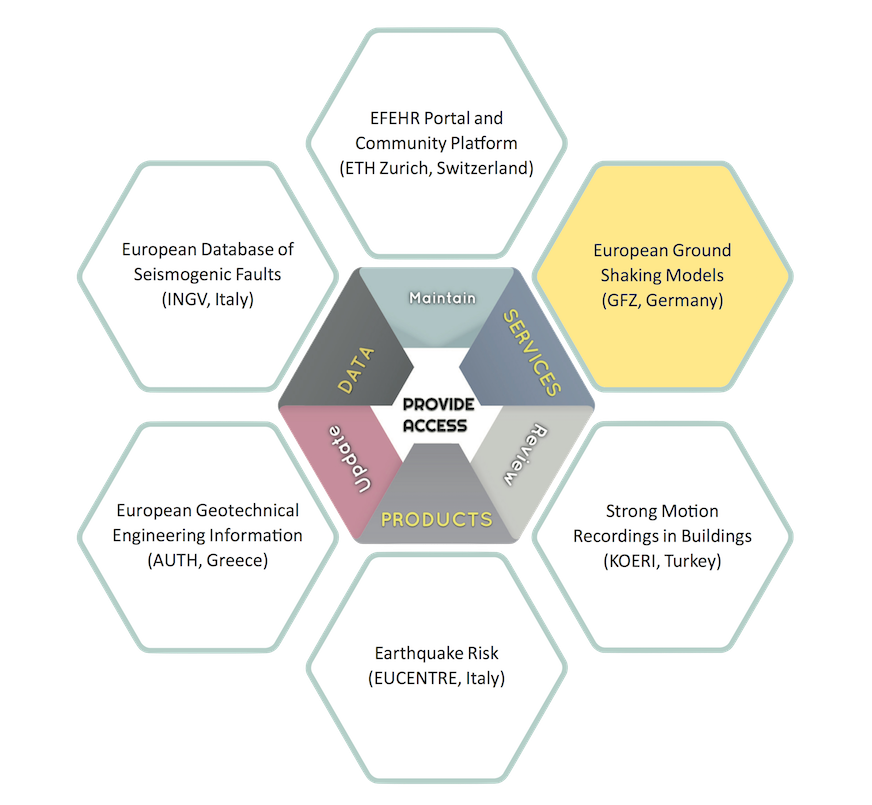 EFEHR Portal and
Community Platform
(ETH Zurich, Switzerland)
European Database of
Seismogenic Faults
(INGV, Italy)
European Ground
Shaking Models
(GFZ, Germany)
Maintain
DATA
SERVICES
PROVIDE
ACCESS
Update
Review
PRODUCTS
European Geotechnical
Engineering Information
(AUTH, Greece)
Strong Motion
Recordings in Buildings
(KOERI, Turkey)
Earthquake Risk
(EUCENTRE, Italy)